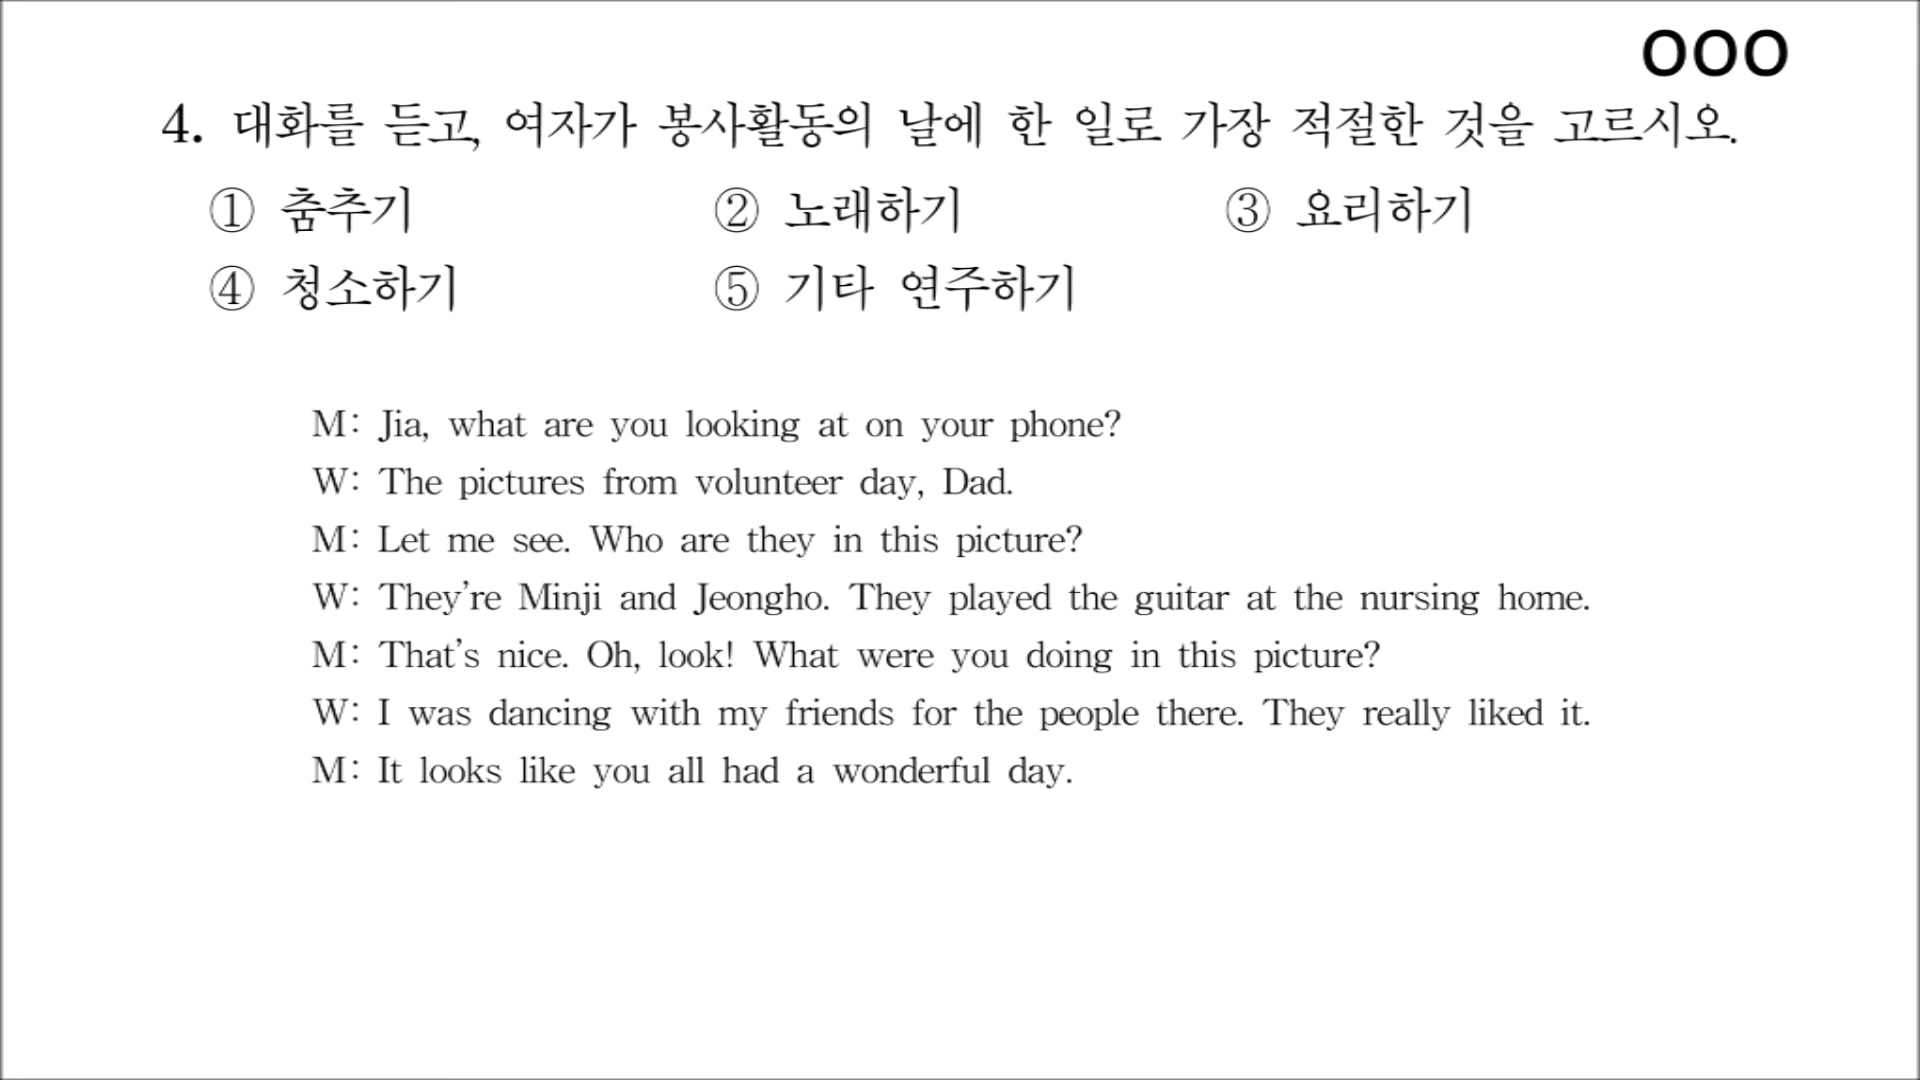 OOO
4. 대화를 듣고, 여자가 봉사활동의 날에 한 일로 가장 적절한 것을 고르시오.
① 춤추기 ② 노래하기 ③ 요리하기
④ 청소하기 ⑤ 기타 연주하기
M: Jia, what are you looking at on your phone?
W: The pictures from volunteer day, Dad.
M: Let me see. Who are they in this picture?
W: They’re Minji and Jeongho. They played the guitar at the nursing home.
M: That’s nice. Oh, look! What were you doing in this picture?
W: I was dancing with my friends for the people there. They really liked it.
M: It looks like you all had a wonderful day.